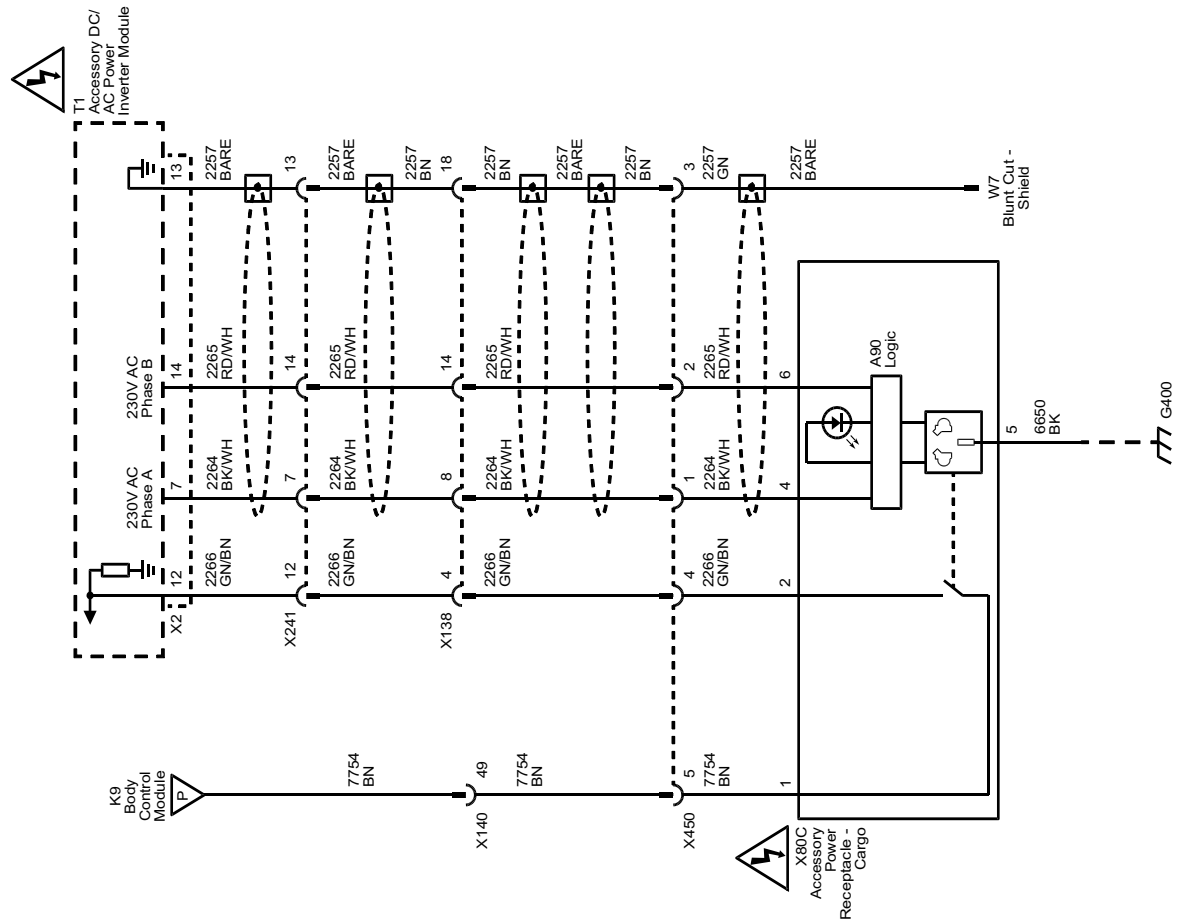 T1
Accessory DC/
AC Power
Inverter Module
230V AC
Phase A
230V AC
Phase B
X2
12
7
14
13
2266
GN/BN
2264
BK/WH
2265
RD/WH
2257
BARE
X241
12
7
14
13
2266
GN/BN
2264
BK/WH
2265
RD/WH
2257
BARE
2257
BN
X138
4
8
14
18
2266
GN/BN
2264
BK/WH
2265
RD/WH
2257
BN
2257
BARE
2257
BN
K9
Body
Control
Module
P
7754
BN
X140
49
7754
BN
X450
5
4
1
2
3
7754
BN
2266
GN/BN
2264
BK/WH
2265
RD/WH
2257
GN
2257
BARE
1
2
4
6
X80C
Accessory
Power
Receptacle -
Cargo
A90
Logic
5
6650
BK
G400
W7
Blunt Cut -
Shield